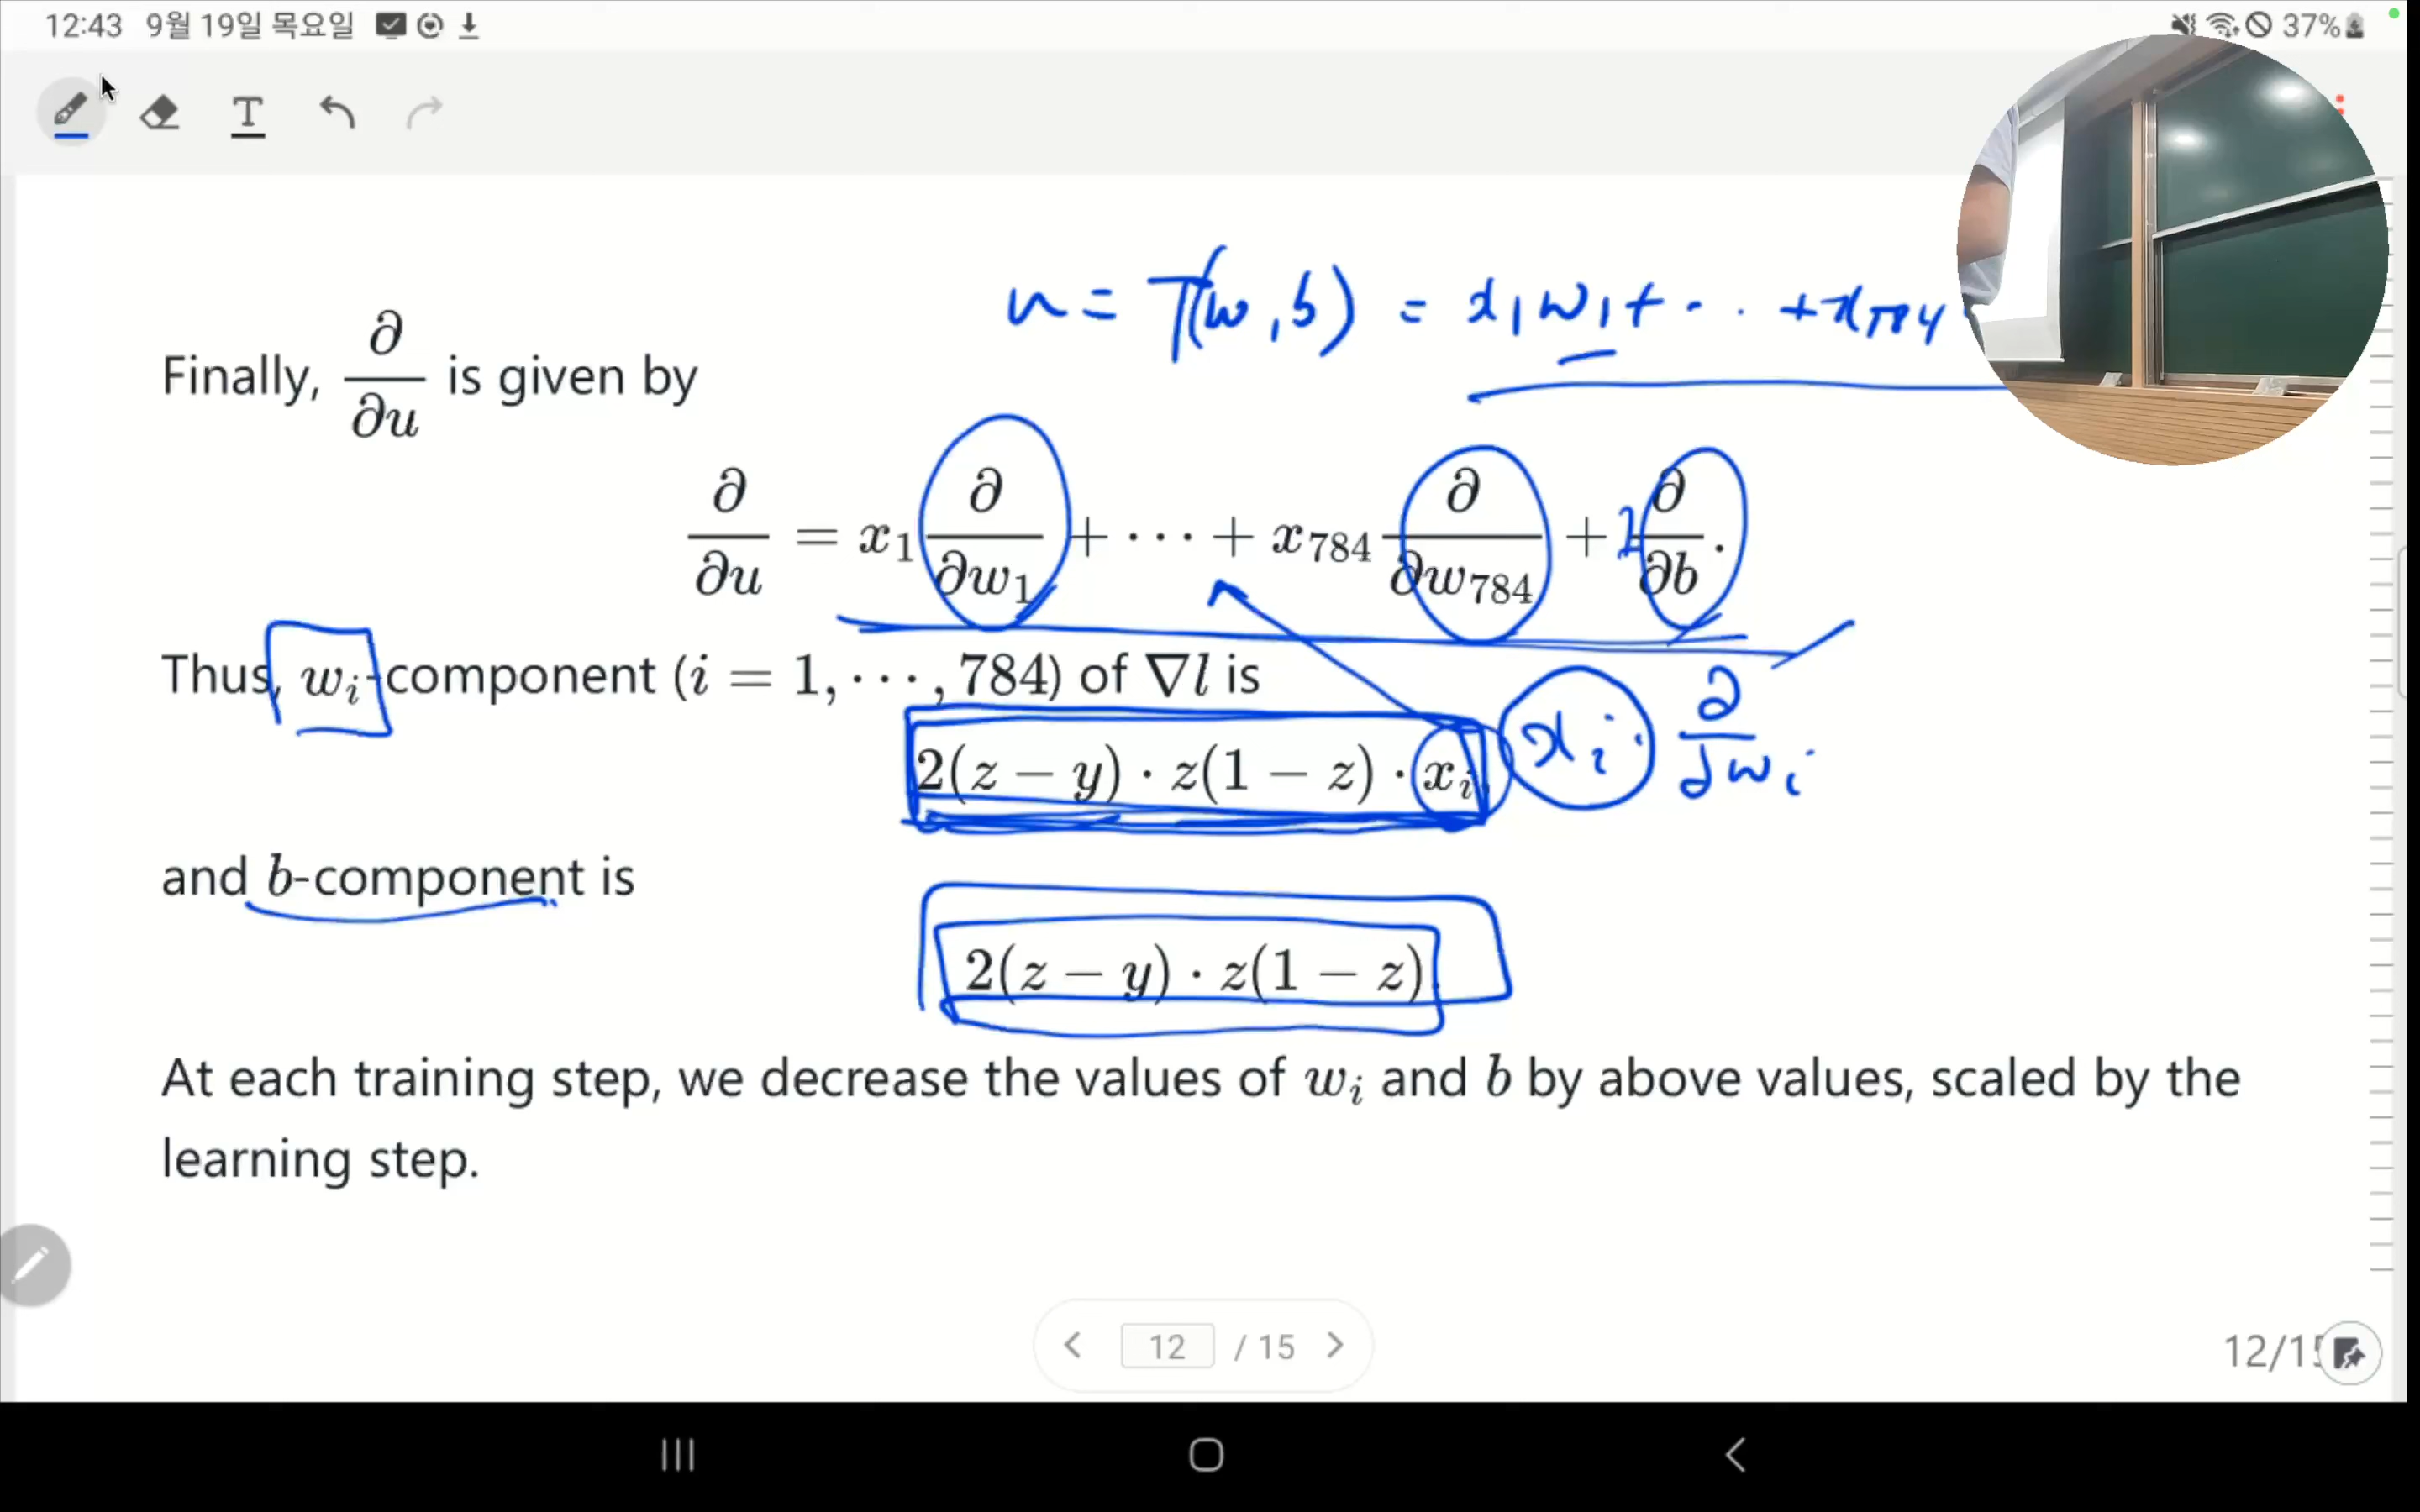 12:43 9월 19일 목요일 37%
T
u = T(w, b) = x₁w₁ + · · + x₇₈₄
Finally, ∂/∂u is given by
∂/∂u = x₁ ∂/∂w₁ + ⋯ + x₇₈₄ ∂/∂w₇₈₄ + 1 ∂/∂b.
Thus, wᵢ-component (i = 1, ⋯ , 784) of ∇l is
2(z − y) · z(1 − z) · xᵢ xᵢ · ∂/∂wᵢ
and b-component is
2(z − y) · z(1 − z)
At each training step, we decrease the values of wᵢ and b by above values, scaled by the
learning step.
12 / 15
12/15